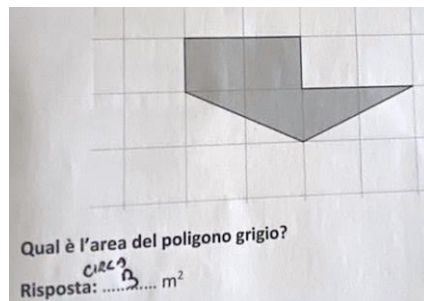 Qual è l'area del poligono grigio?
CIRCA
Risposta: ...3... m²